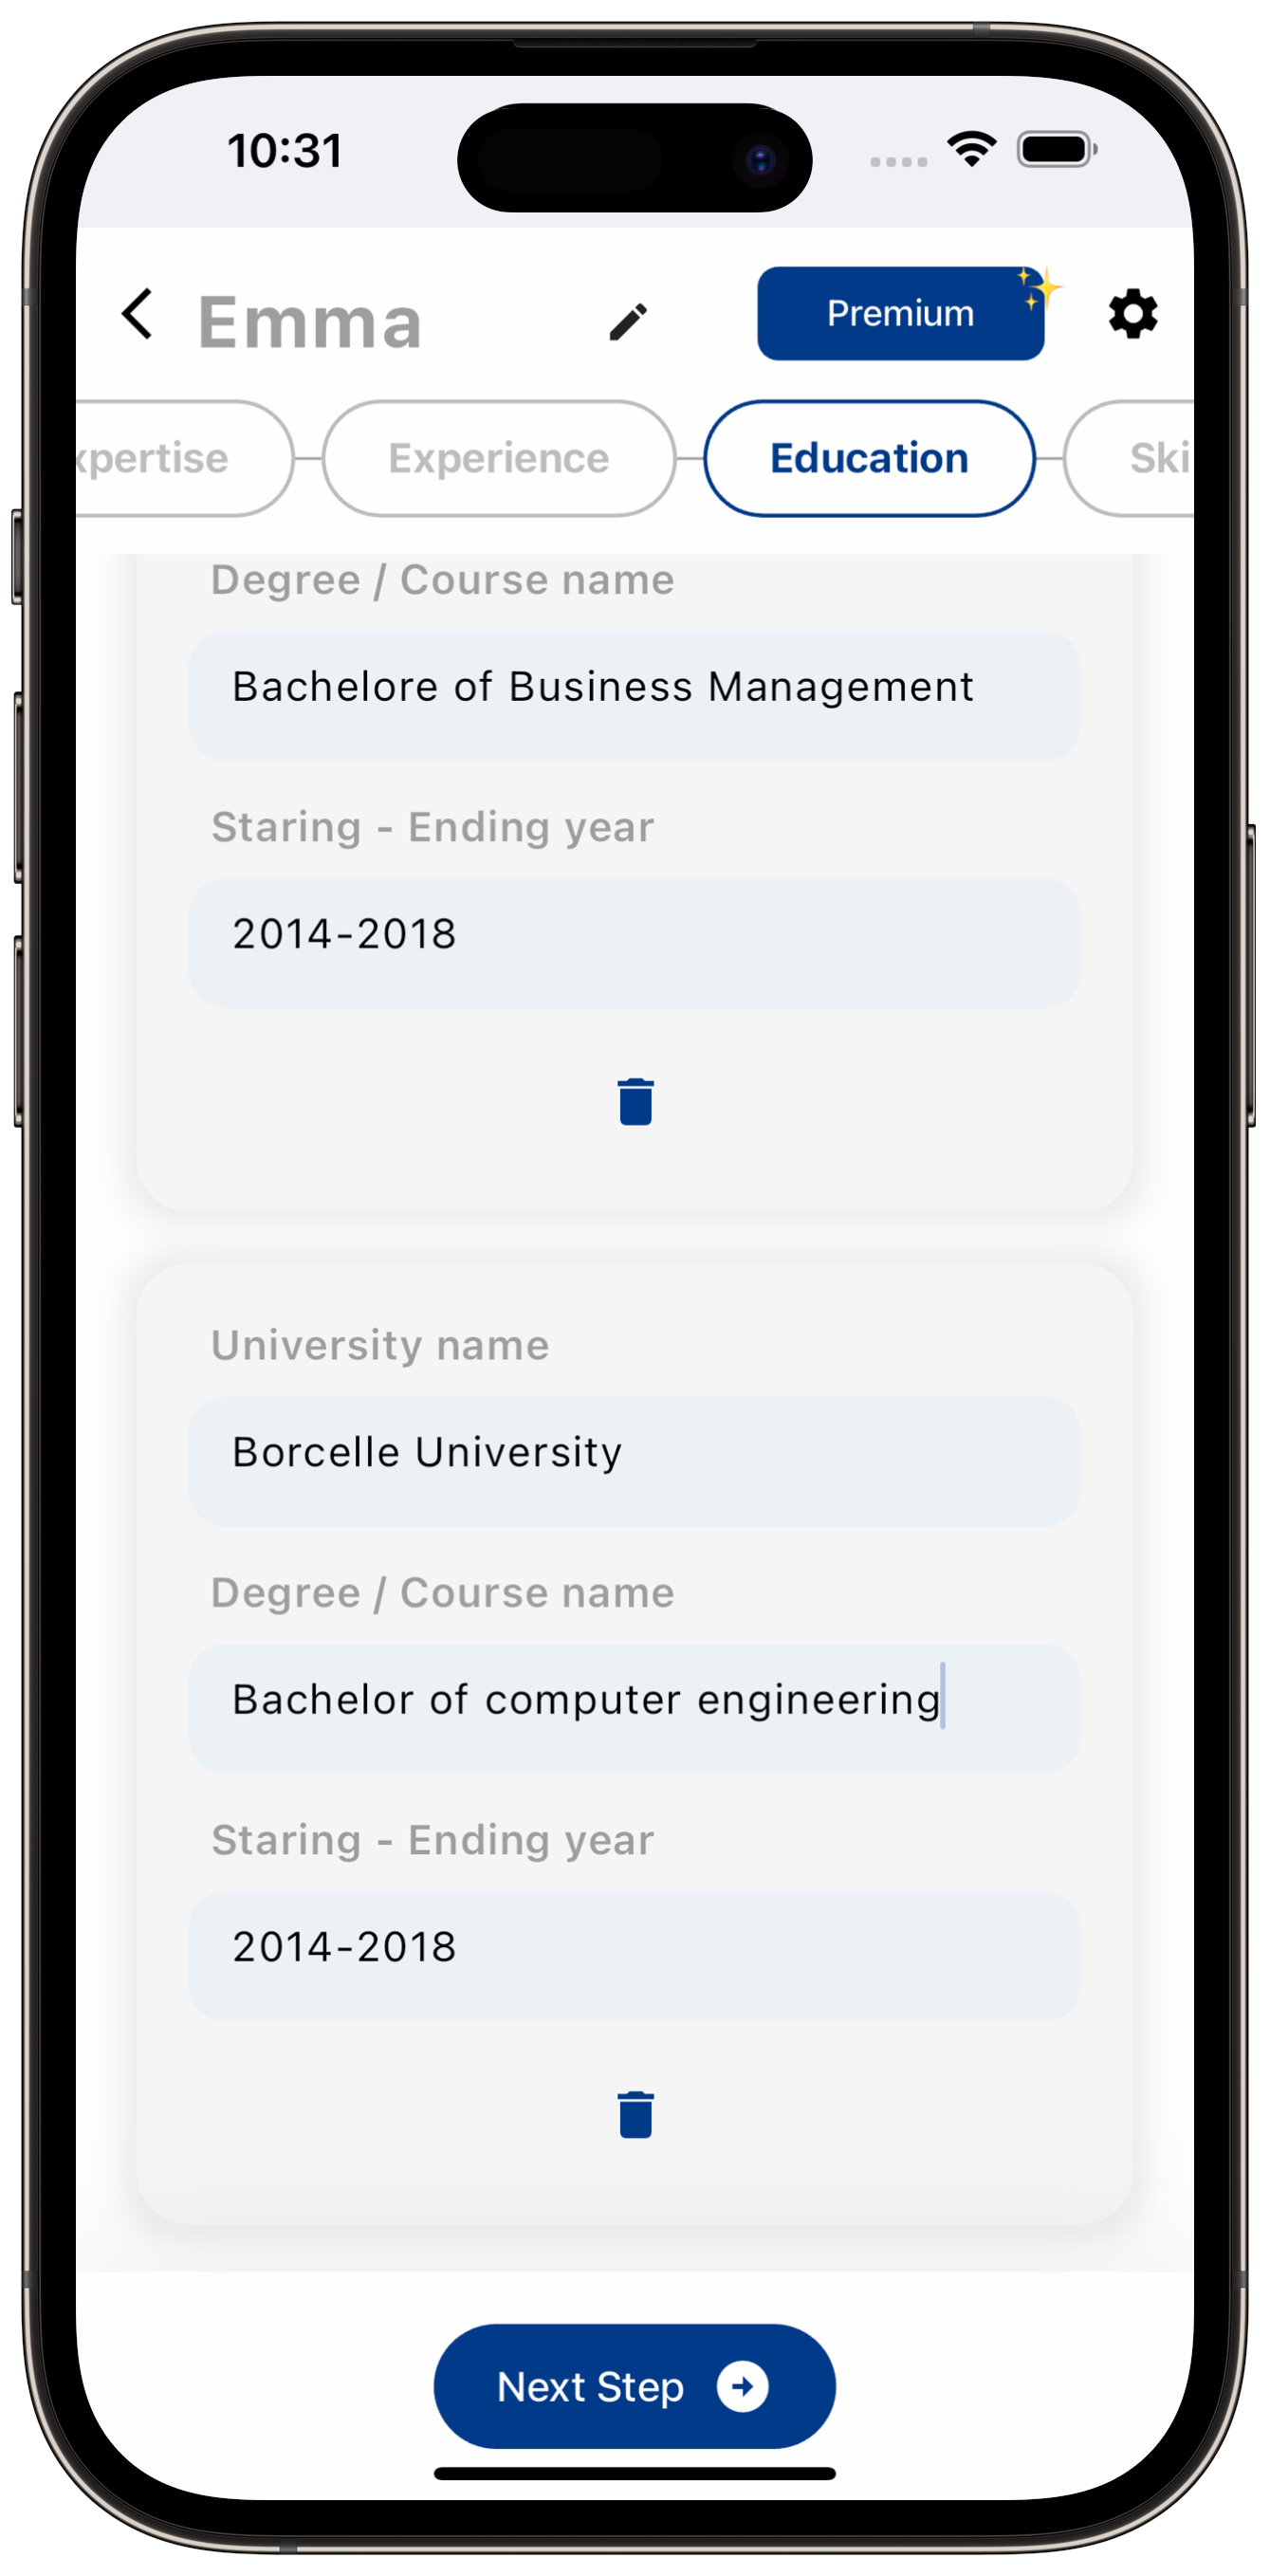 10:31
Emma
Premium
xpertise
Experience
Education
Ski
Degree / Course name
Bachelore of Business Management
Staring - Ending year
2014-2018
University name
Borcelle University
Degree / Course name
Bachelor of computer engineering
Staring - Ending year
2014-2018
Next Step